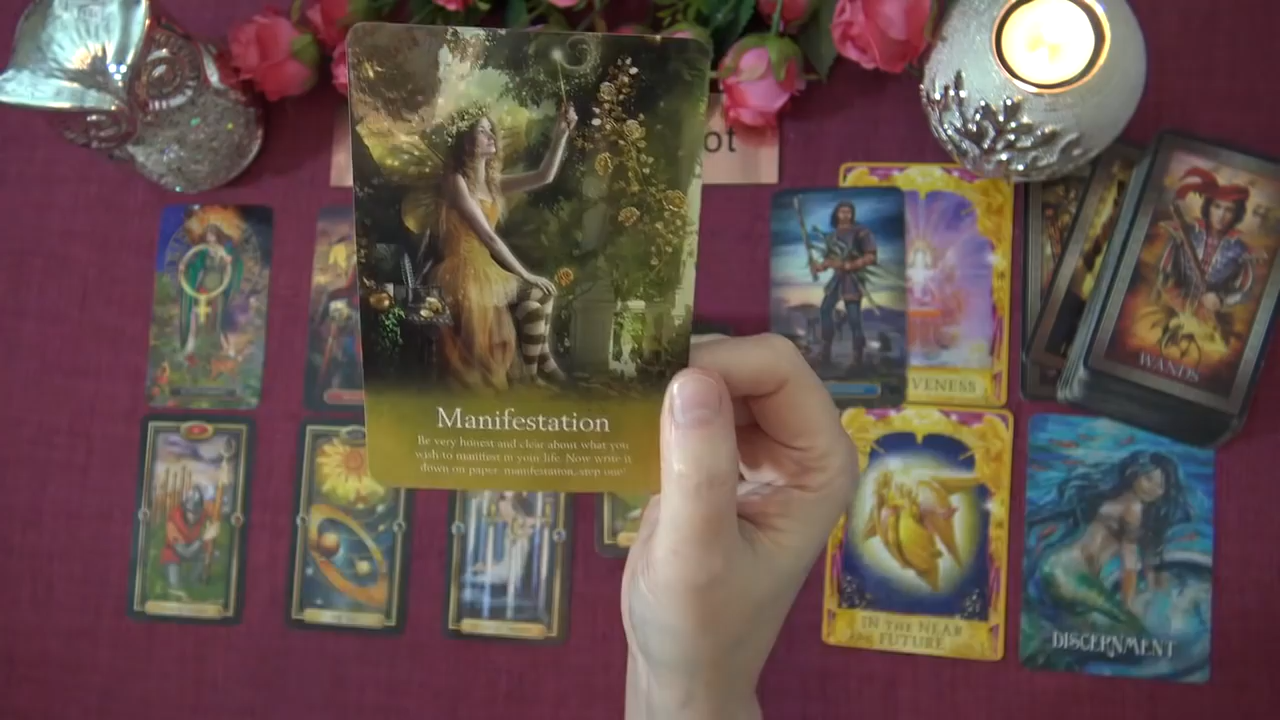 ot
Manifestation
Be very honest and clear about what you
wish to manifest in your life. Now write it
down on paper, manifestation, step one!
VENESS
WANDS
IN THE NEAR
FUTURE
DISCERNMENT